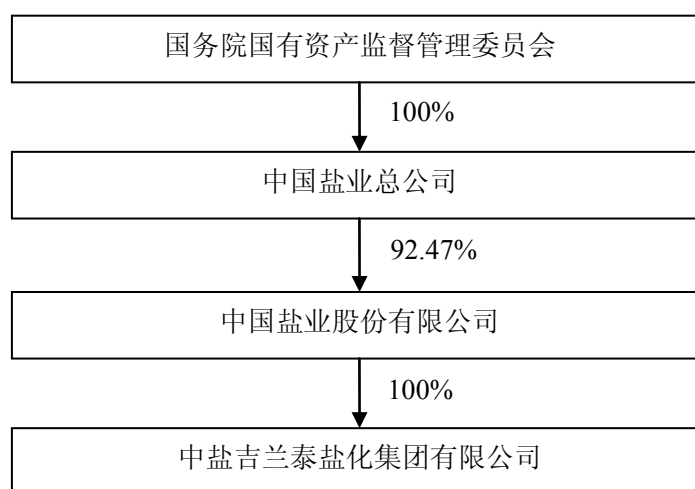 国务院国有资产监督管理委员会
100%
中国盐业总公司
92.47%
中国盐业股份有限公司
100%
中盐吉兰泰盐化集团有限公司